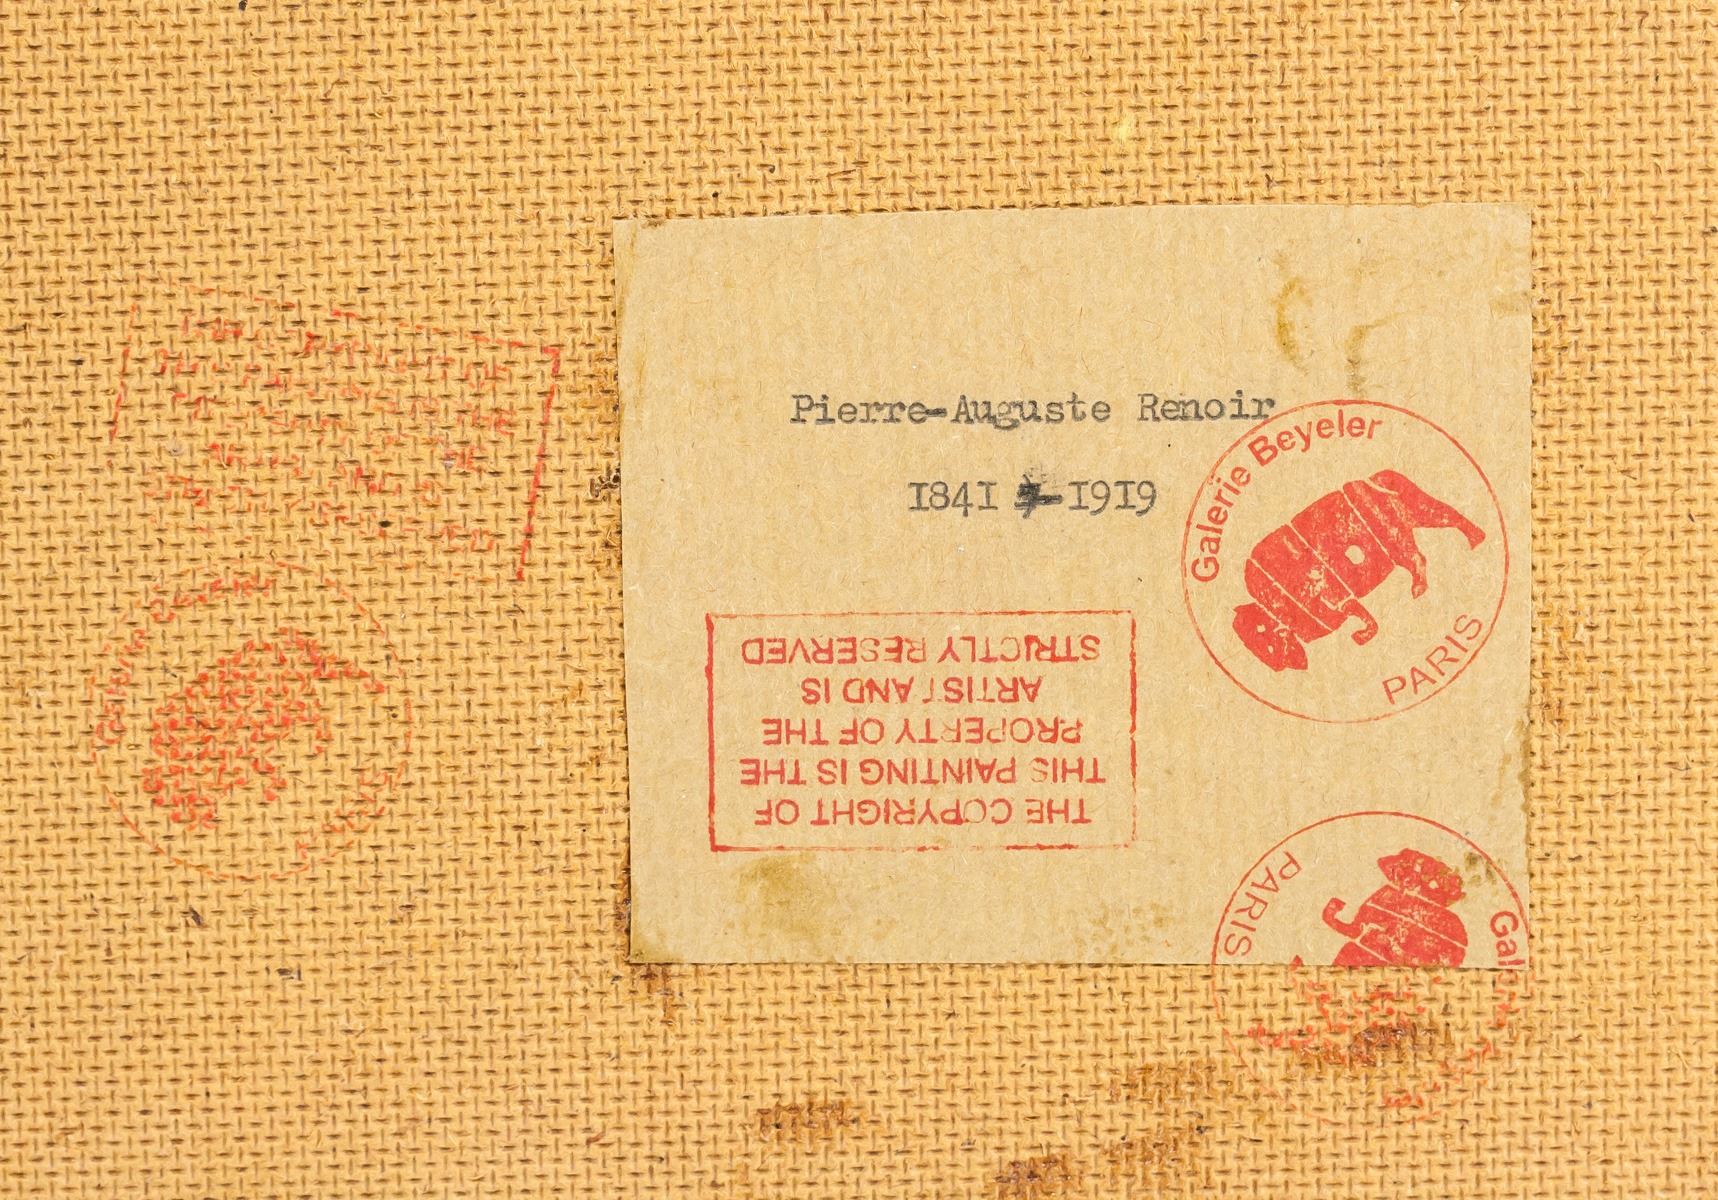 Pierre-Auguste Renoir
1841 - 1919
Galerie Beyeler
PARIS
THE COPYRIGHT OF
THIS PAINTING IS THE
PROPERTY OF THE
ARTIST AND IS
STRICTLY RESERVED
PARIS
Galerie